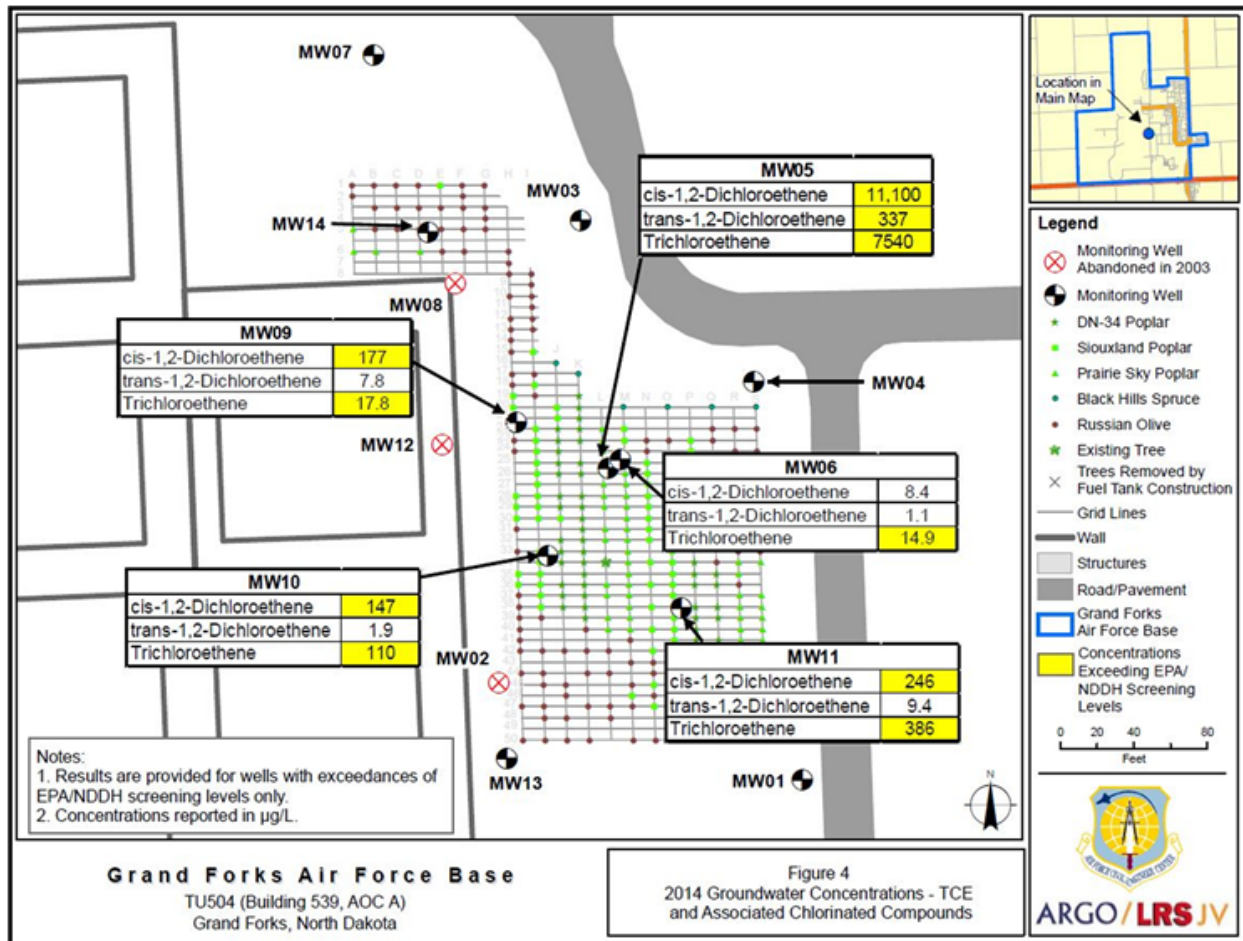 MW07
MW03
MW14
MW08
A B C D E F G H I
1
8
J
K
L M N O P Q R
50
MW05
cis-1,2-Dichloroethene 11,100
trans-1,2-Dichloroethene 337
Trichloroethene 7540
MW09
cis-1,2-Dichloroethene 177
trans-1,2-Dichloroethene 7.8
Trichloroethene 17.8
MW04
MW12
MW06
cis-1,2-Dichloroethene 8.4
trans-1,2-Dichloroethene 1.1
Trichloroethene 14.9
MW10
cis-1,2-Dichloroethene 147
trans-1,2-Dichloroethene 1.9
Trichloroethene 110
MW02
MW11
cis-1,2-Dichloroethene 246
trans-1,2-Dichloroethene 9.4
Trichloroethene 386
MW13
MW01
N
Notes:
1. Results are provided for wells with exceedances of
EPA/NDDH screening levels only.
2. Concentrations reported in µg/L.
Location in
Main Map
Legend
Monitoring Well
Abandoned in 2003
Monitoring Well
DN-34 Poplar
Siouxland Poplar
Prairie Sky Poplar
Black Hills Spruce
Russian Olive
Existing Tree
Trees Removed by
Fuel Tank Construction
Grid Lines
Wall
Structures
Road/Pavement
Grand Forks
Air Force Base
Concentrations
Exceeding EPA/
NDDH Screening
Levels
0 20 40 60 80
Feet
AIR FORCE CIVIL ENGINEER CENTER
ARGO/LRS JV
Grand Forks Air Force Base
TU504 (Building 539, AOC A)
Grand Forks, North Dakota
Figure 4
2014 Groundwater Concentrations - TCE
and Associated Chlorinated Compounds